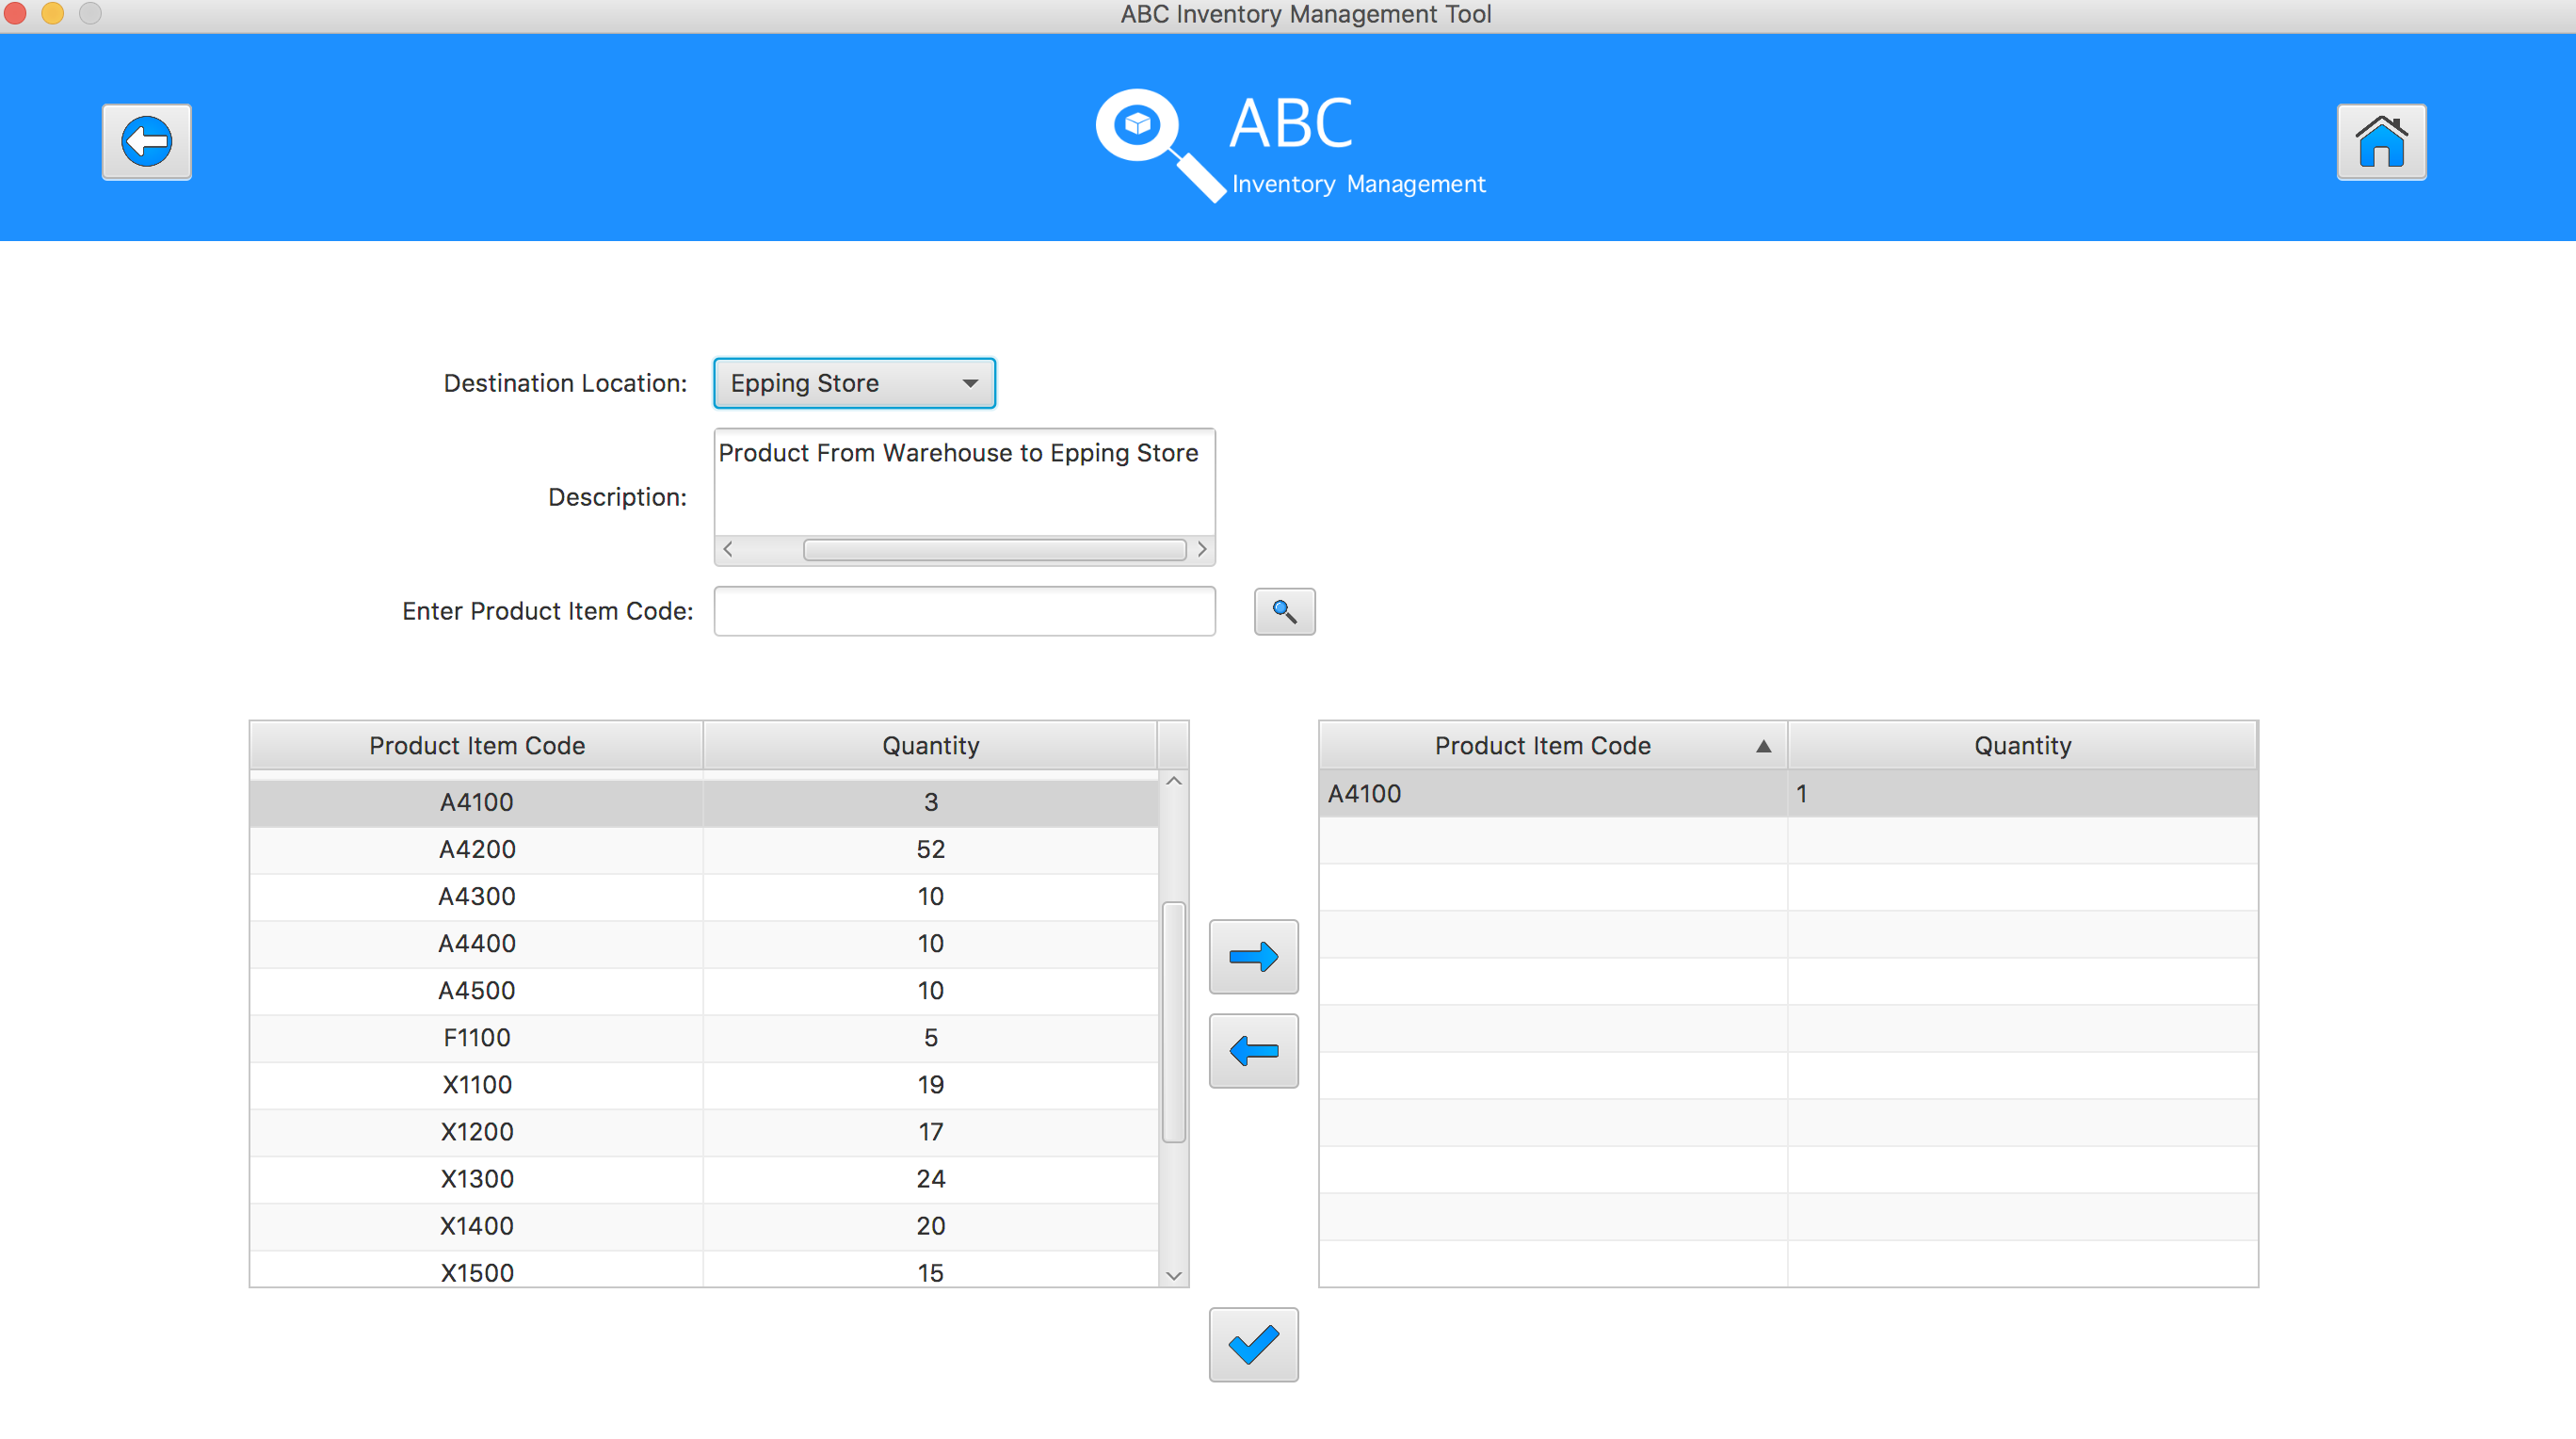 ABC Inventory Management Tool
ABC
Inventory Management
Destination Location: Epping Store
Product From Warehouse to Epping Store
Description:
Enter Product Item Code:
Product Item Code Quantity
A4100 3
A4200 52
A4300 10
A4400 10
A4500 10
F1100 5
X1100 19
X1200 17
X1300 24
X1400 20
X1500 15
Product Item Code Quantity
A4100 1